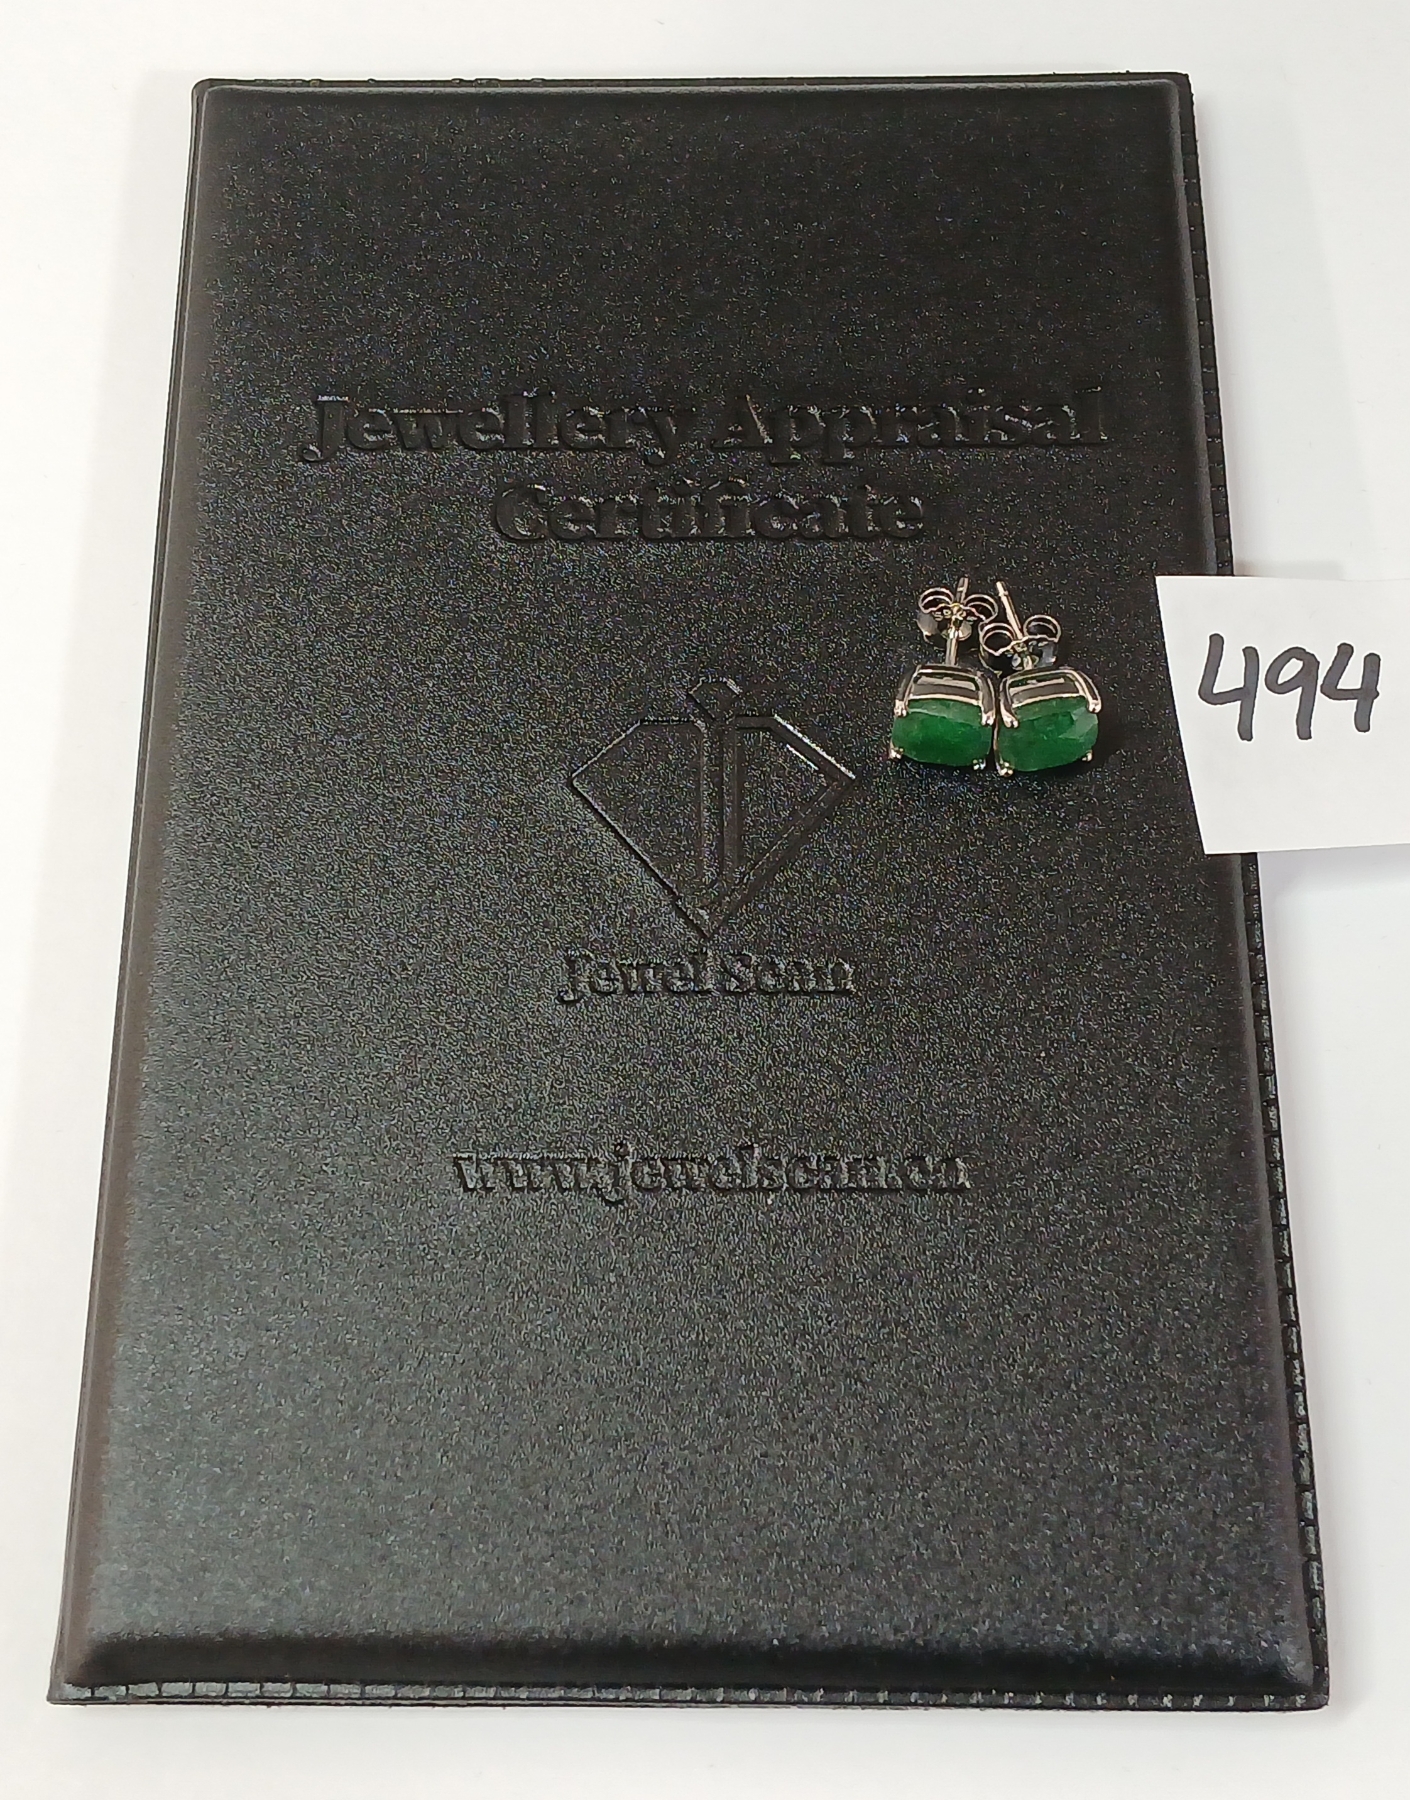 Jewellery Appraisal
Certificate
494
Jewel Scan
www.jewelscan.ca